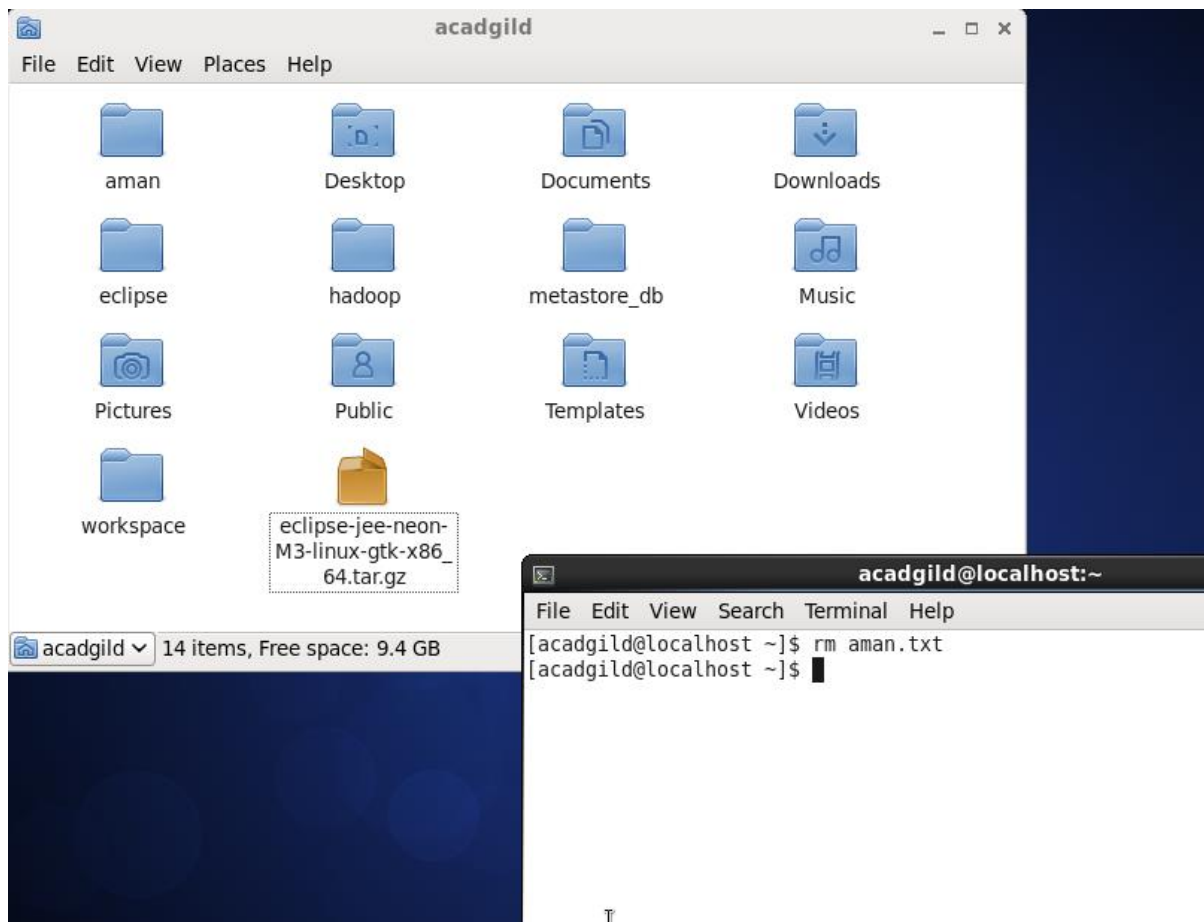 acadgild
File Edit View Places Help
aman
Desktop
Documents
Downloads
eclipse
hadoop
metastore_db
Music
Pictures
Public
Templates
Videos
workspace
eclipse-jee-neon-
M3-linux-gtk-x86_
64.tar.gz
acadgild 14 items, Free space: 9.4 GB
acadgild@localhost:~
File Edit View Search Terminal Help
[acadgild@localhost ~]$ rm aman.txt
[acadgild@localhost ~]$